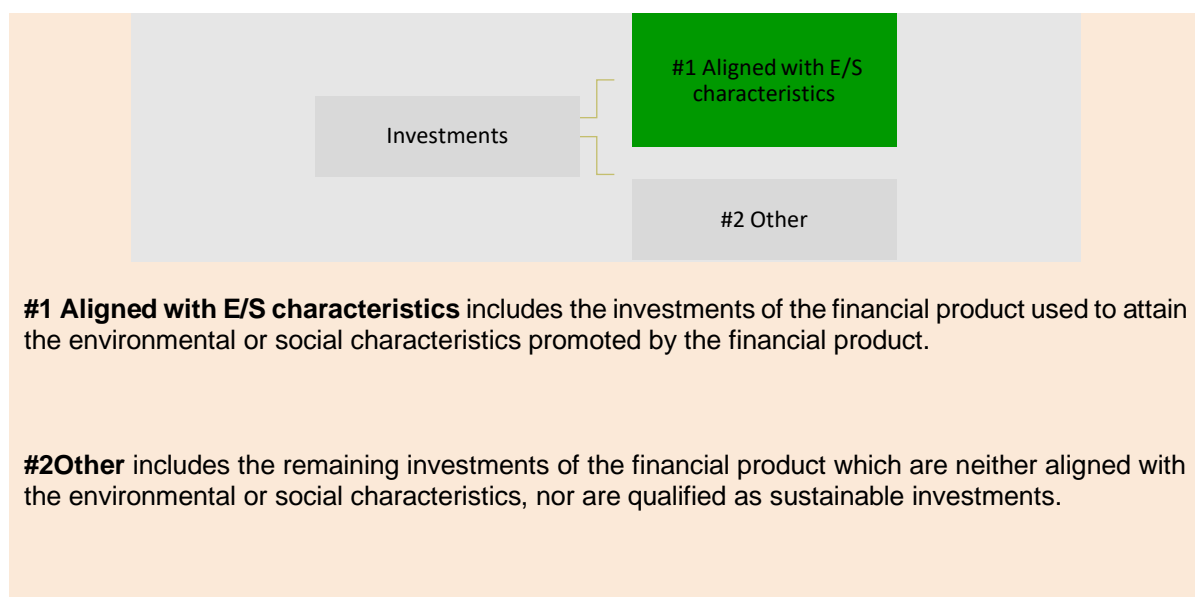 #1 Aligned with E/S
characteristics
Investments
#2 Other
#1 Aligned with E/S characteristics includes the investments of the financial product used to attain
the environmental or social characteristics promoted by the financial product.
#2Other includes the remaining investments of the financial product which are neither aligned with
the environmental or social characteristics, nor are qualified as sustainable investments.